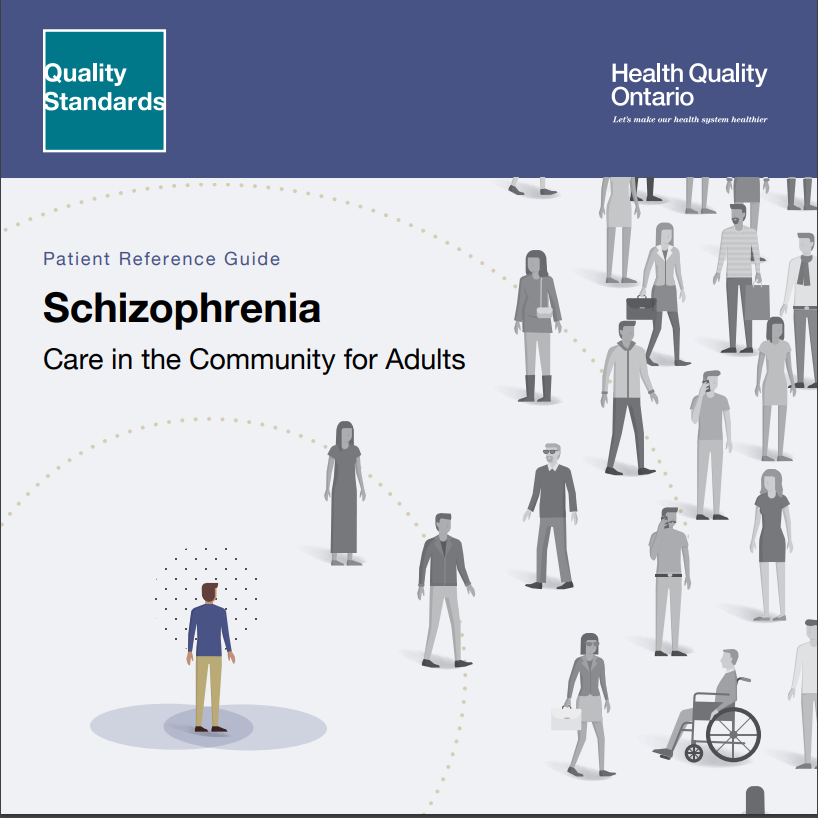 Quality
Standards
Health Quality
Ontario
Let's make our health system healthier
Patient Reference Guide
Schizophrenia
Care in the Community for Adults